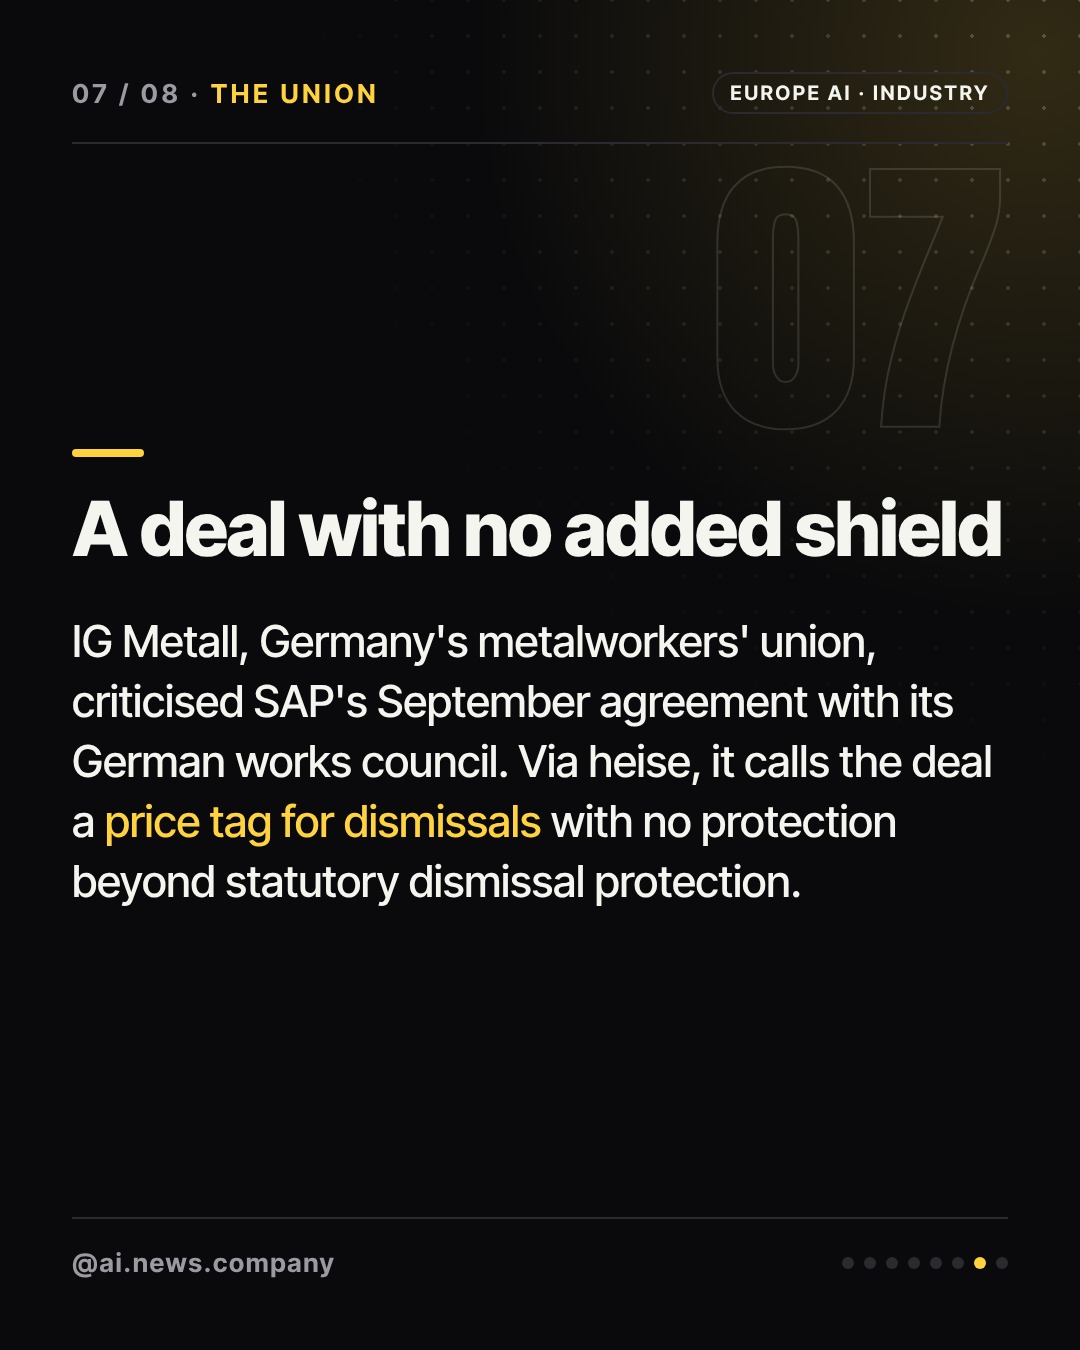 07 / 08 · THE UNION
EUROPE AI · INDUSTRY
07
A deal with no added shield
IG Metall, Germany's metalworkers' union,
criticised SAP's September agreement with its
German works council. Via heise, it calls the deal
a price tag for dismissals with no protection
beyond statutory dismissal protection.
@ai.news.company